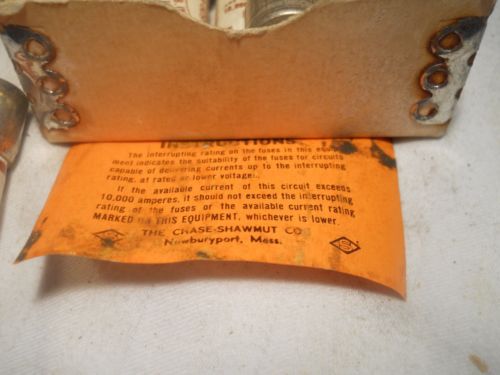 INSTRUCTIONS
The interrupting rating on the fuses in this equip-
ment indicates the suitability of the fuses for circuits
capable of delivering currents up to the interrupting
rating, at rated or lower voltage.
If the available current of this circuit exceeds
10,000 amperes, it should not exceed the interrupting
rating of the fuses or the available current rating
MARKED ON THIS EQUIPMENT, whichever is lower.
THE CHASE-SHAWMUT CO
Newburyport, Mass.